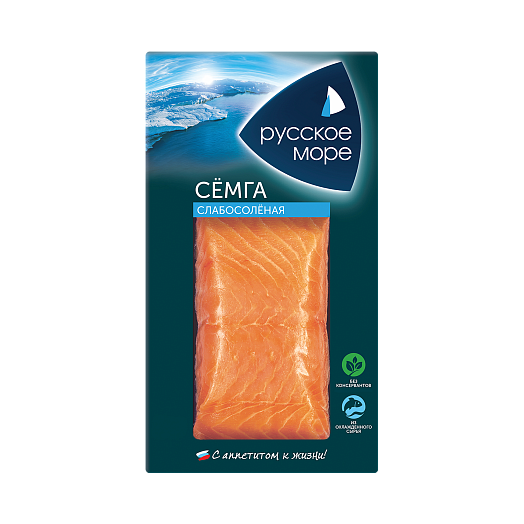 русское
море
СЁМГА
СЛАБОСОЛЁНАЯ
БЕЗ
КОНСЕРВАНТОВ
ИЗ
ОХЛАЖДЁННОГО
СЫРЬЯ
С аппетитом к жизни!